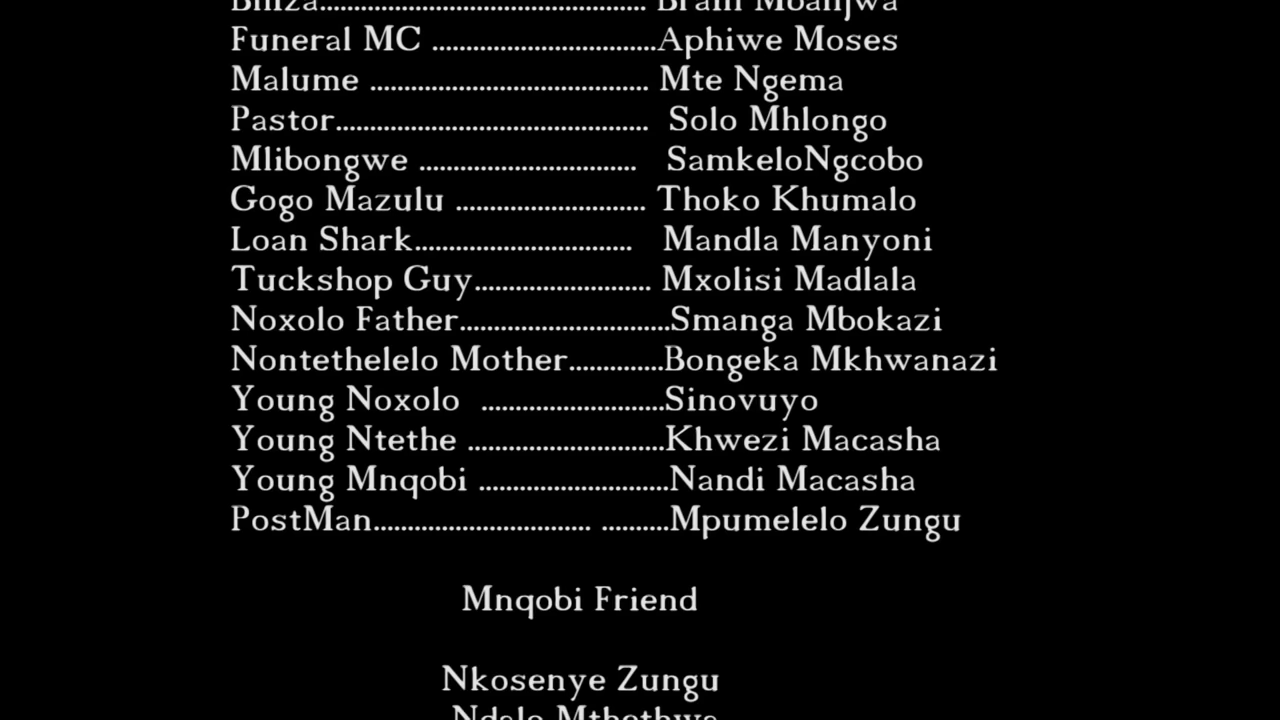 Funeral MC .................................Aphiwe Moses
Malume ......................................... Mte Ngema
Pastor.............................................. Solo Mhlongo
Mlibongwe ................................ SamkeloNgcobo
Gogo Mazulu ............................ Thoko Khumalo
Loan Shark................................ Mandla Manyoni
Tuckshop Guy.......................... Mxolisi Madlala
Noxolo Father...............................Smanga Mbokazi
Nontethelelo Mother..............Bongeka Mkhwanazi
Young Noxolo ...........................Sinovuyo
Young Ntethe .............................Khwezi Macasha
Young Mnqobi ............................Nandi Macasha
PostMan................................ ..........Mpumelelo Zungu
Mnqobi Friend
Nkosenye Zungu